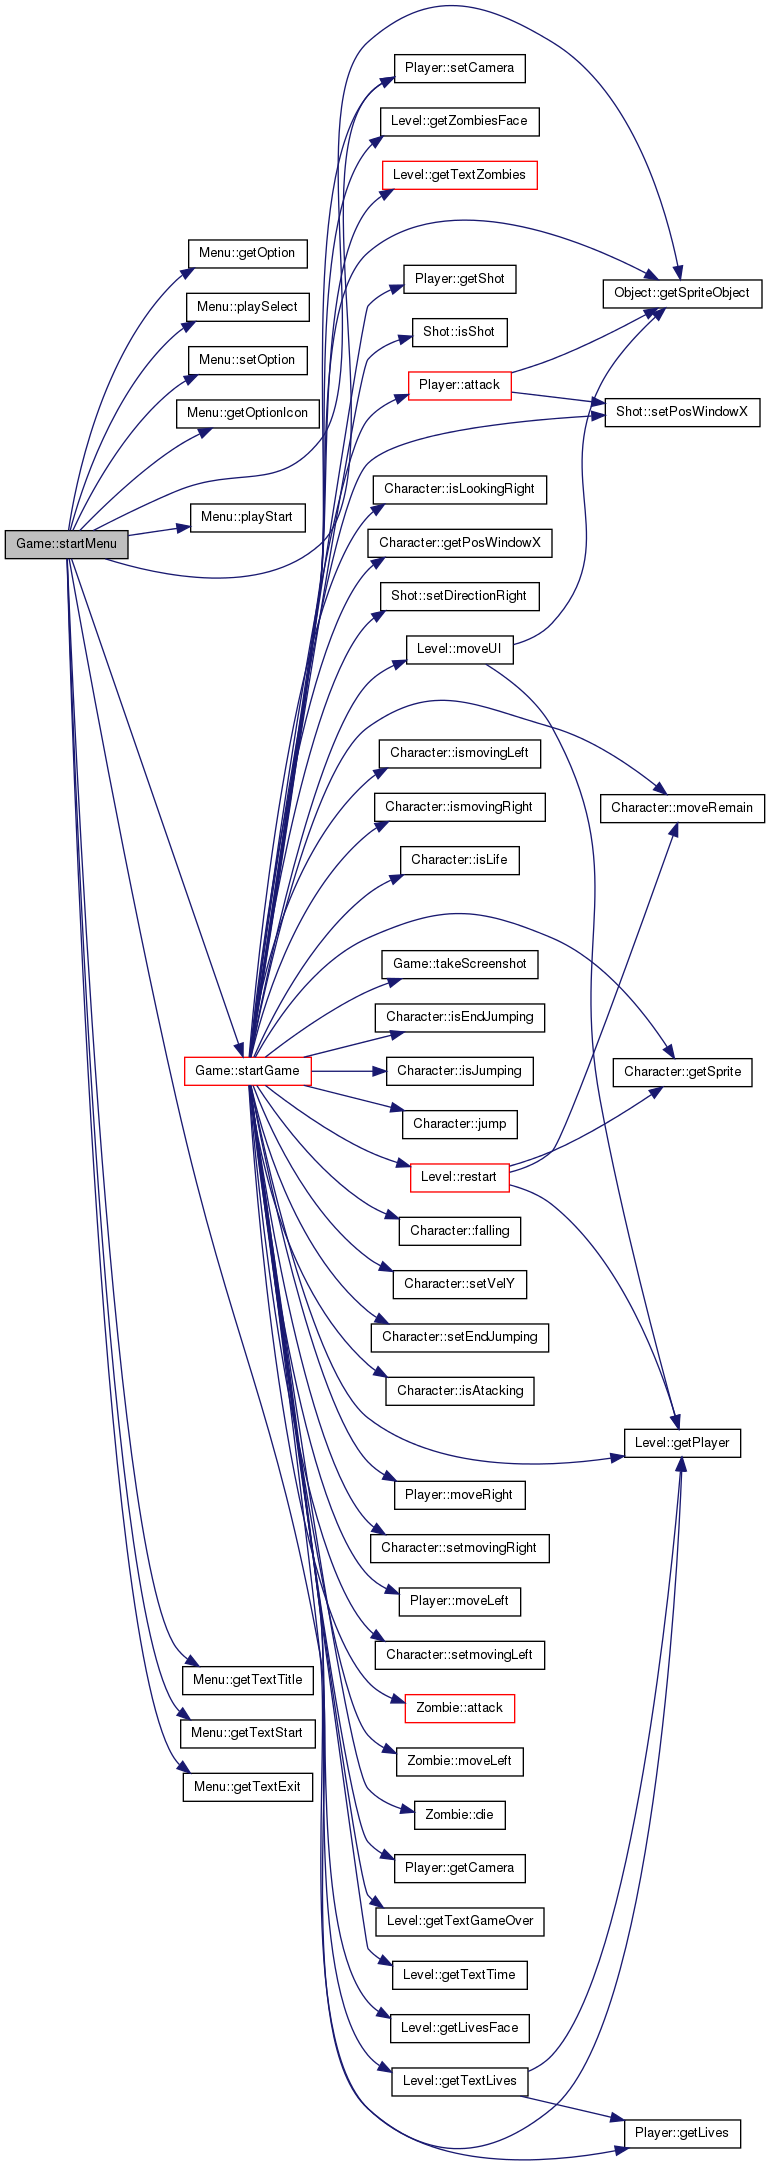 Game::startMenu
Menu::getOption
Menu::playSelect
Menu::setOption
Menu::getOptionIcon
Menu::playStart
Game::startGame
Menu::getTextTitle
Menu::getTextStart
Menu::getTextExit
Player::setCamera
Level::getZombiesFace
Level::getTextZombies
Player::getShot
Shot::isShot
Player::attack
Character::isLookingRight
Character::getPosWindowX
Shot::setDirectionRight
Level::moveUI
Character::ismovingLeft
Character::ismovingRight
Character::isLife
Game::takeScreenshot
Character::isEndJumping
Character::isJumping
Character::jump
Level::restart
Character::falling
Character::setVelY
Character::setEndJumping
Character::isAtacking
Player::moveRight
Character::setmovingRight
Player::moveLeft
Character::setmovingLeft
Zombie::attack
Zombie::moveLeft
Zombie::die
Player::getCamera
Level::getTextGameOver
Level::getTextTime
Level::getLivesFace
Level::getTextLives
Object::getSpriteObject
Shot::setPosWindowX
Character::moveRemain
Character::getSprite
Level::getPlayer
Player::getLives